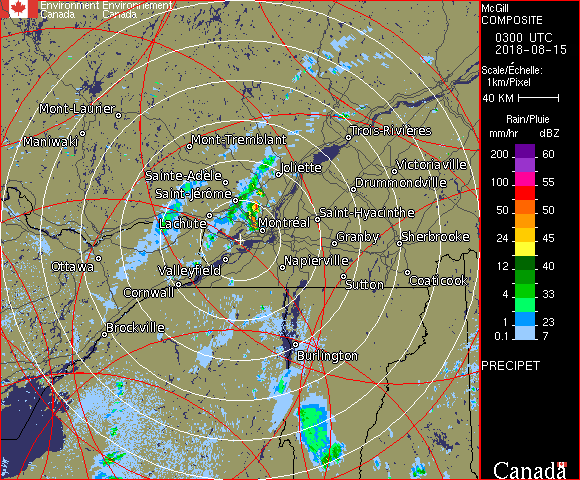 Environment Environnement
Canada Canada
McGill
COMPOSITE
0300 UTC
2018-08-15
Scale/Échelle:
1km/Pixel
40 KM
Rain/Pluie
mm/hr dBZ
200 60
100 55
50 50
24 45
12 40
4 35
1 23
0.1 7
PRECIPET
Canada
Mont-Laurier
Maniwaki
Mont-Tremblant
Trois-Rivières
Joliette
Victoriaville
Sainte-Adèle
Drummondville
Saint-Jérôme
Saint-Hyacinthe
Lachute
Montréal
Granby
Sherbrooke
Ottawa
Valleyfield
Napierville
Cornwall
Sutton
Coaticook
Brockville
Burlington